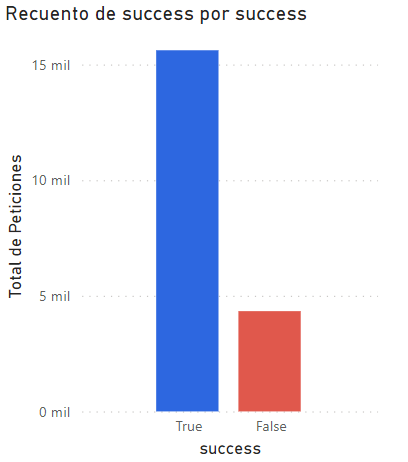 Recuento de success por success
Total de Peticiones
15 mil
10 mil
5 mil
0 mil
True
False
success